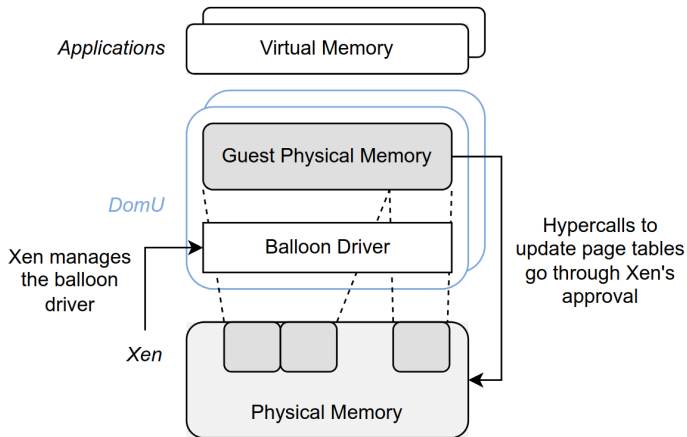 Applications
Virtual Memory
Guest Physical Memory
DomU
Balloon Driver
Xen manages
the balloon
driver
Hypercalls to
update page tables
go through Xen's
approval
Xen
Physical Memory